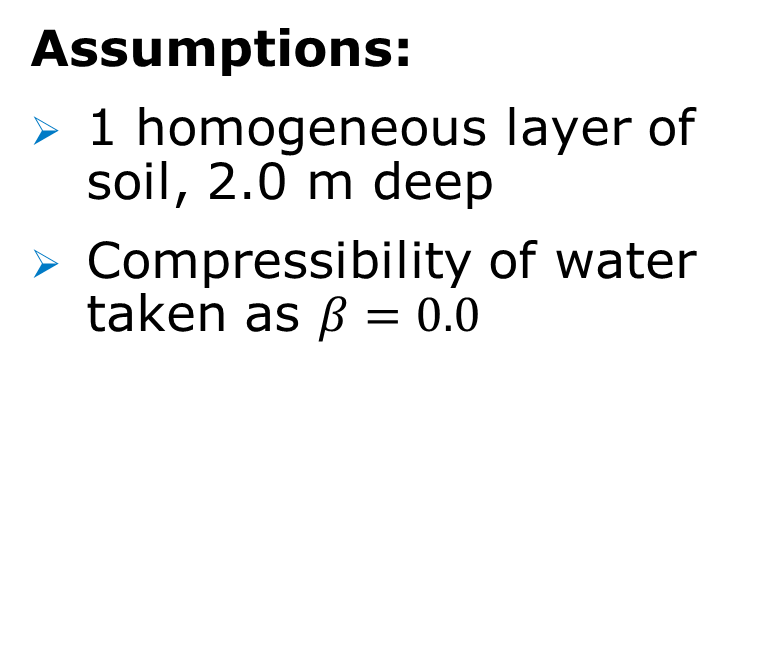 Assumptions:
➢ 1 homogeneous layer of
soil, 2.0 m deep
➢ Compressibility of water
taken as β = 0.0